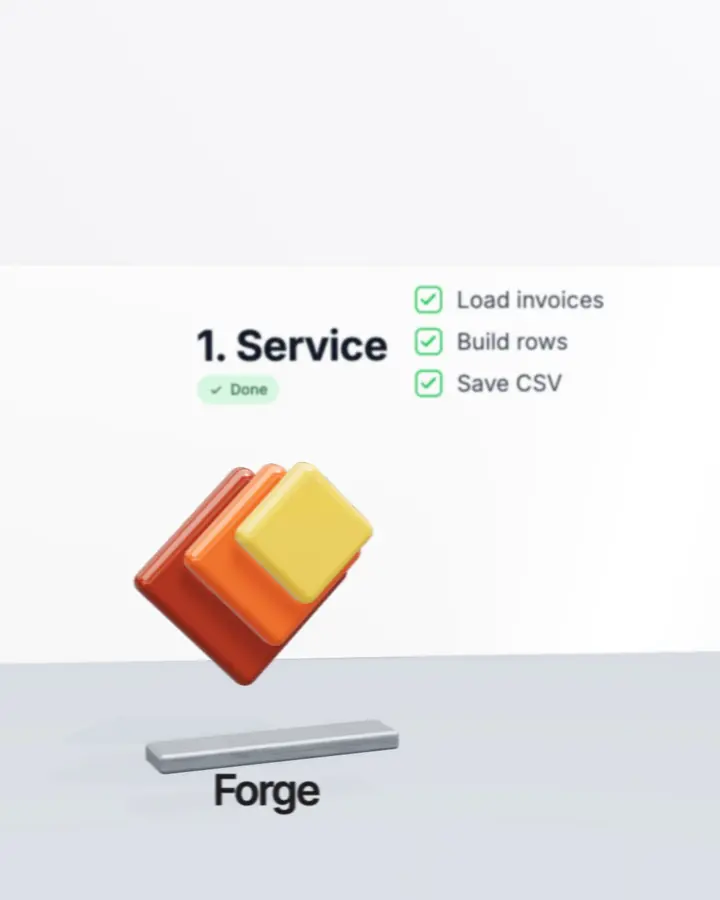 1. Service
Done
Load invoices
Build rows
Save CSV
Forge